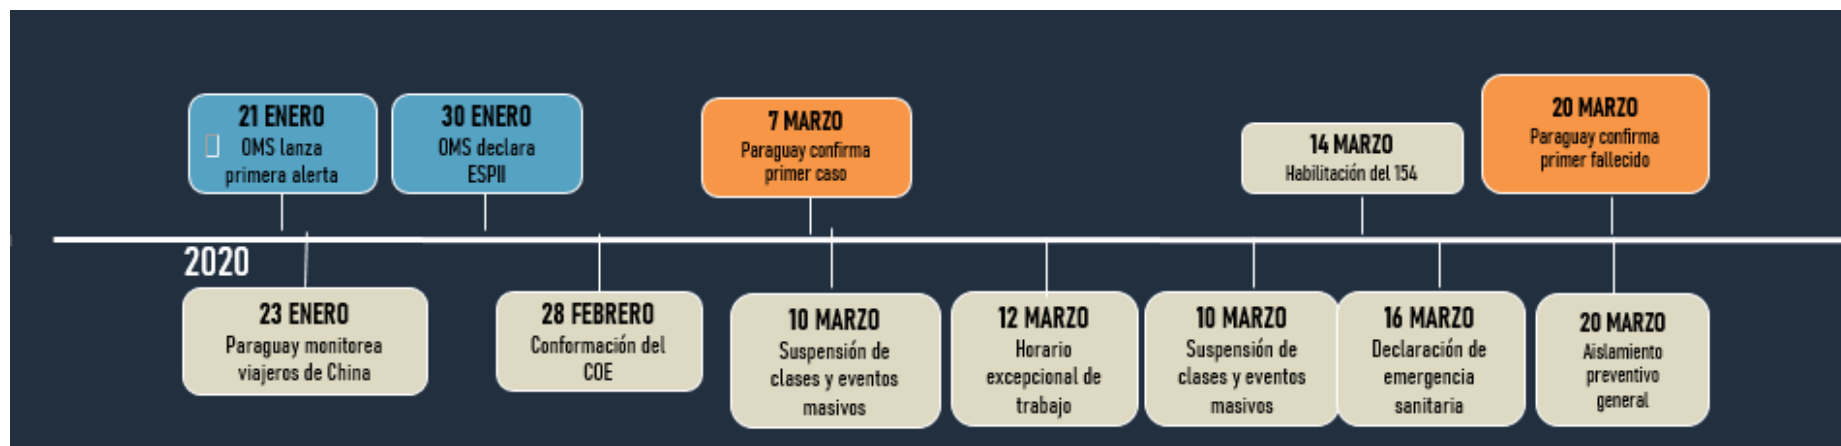 21 ENERO
OMS lanza
primera alerta
30 ENERO
OMS declara
ESPII
7 MARZO
Paraguay confirma
primer caso
14 MARZO
Habilitación del 154
20 MARZO
Paraguay confirma
primer fallecido
2020
23 ENERO
Paraguay monitorea
viajeros de China
28 FEBRERO
Conformación del
COE
10 MARZO
Suspensión de
clases y eventos
masivos
12 MARZO
Horario
excepcional de
trabajo
10 MARZO
Suspensión de
clases y eventos
masivos
16 MARZO
Declaración de
emergencia
sanitaria
20 MARZO
Aislamiento
preventivo
general